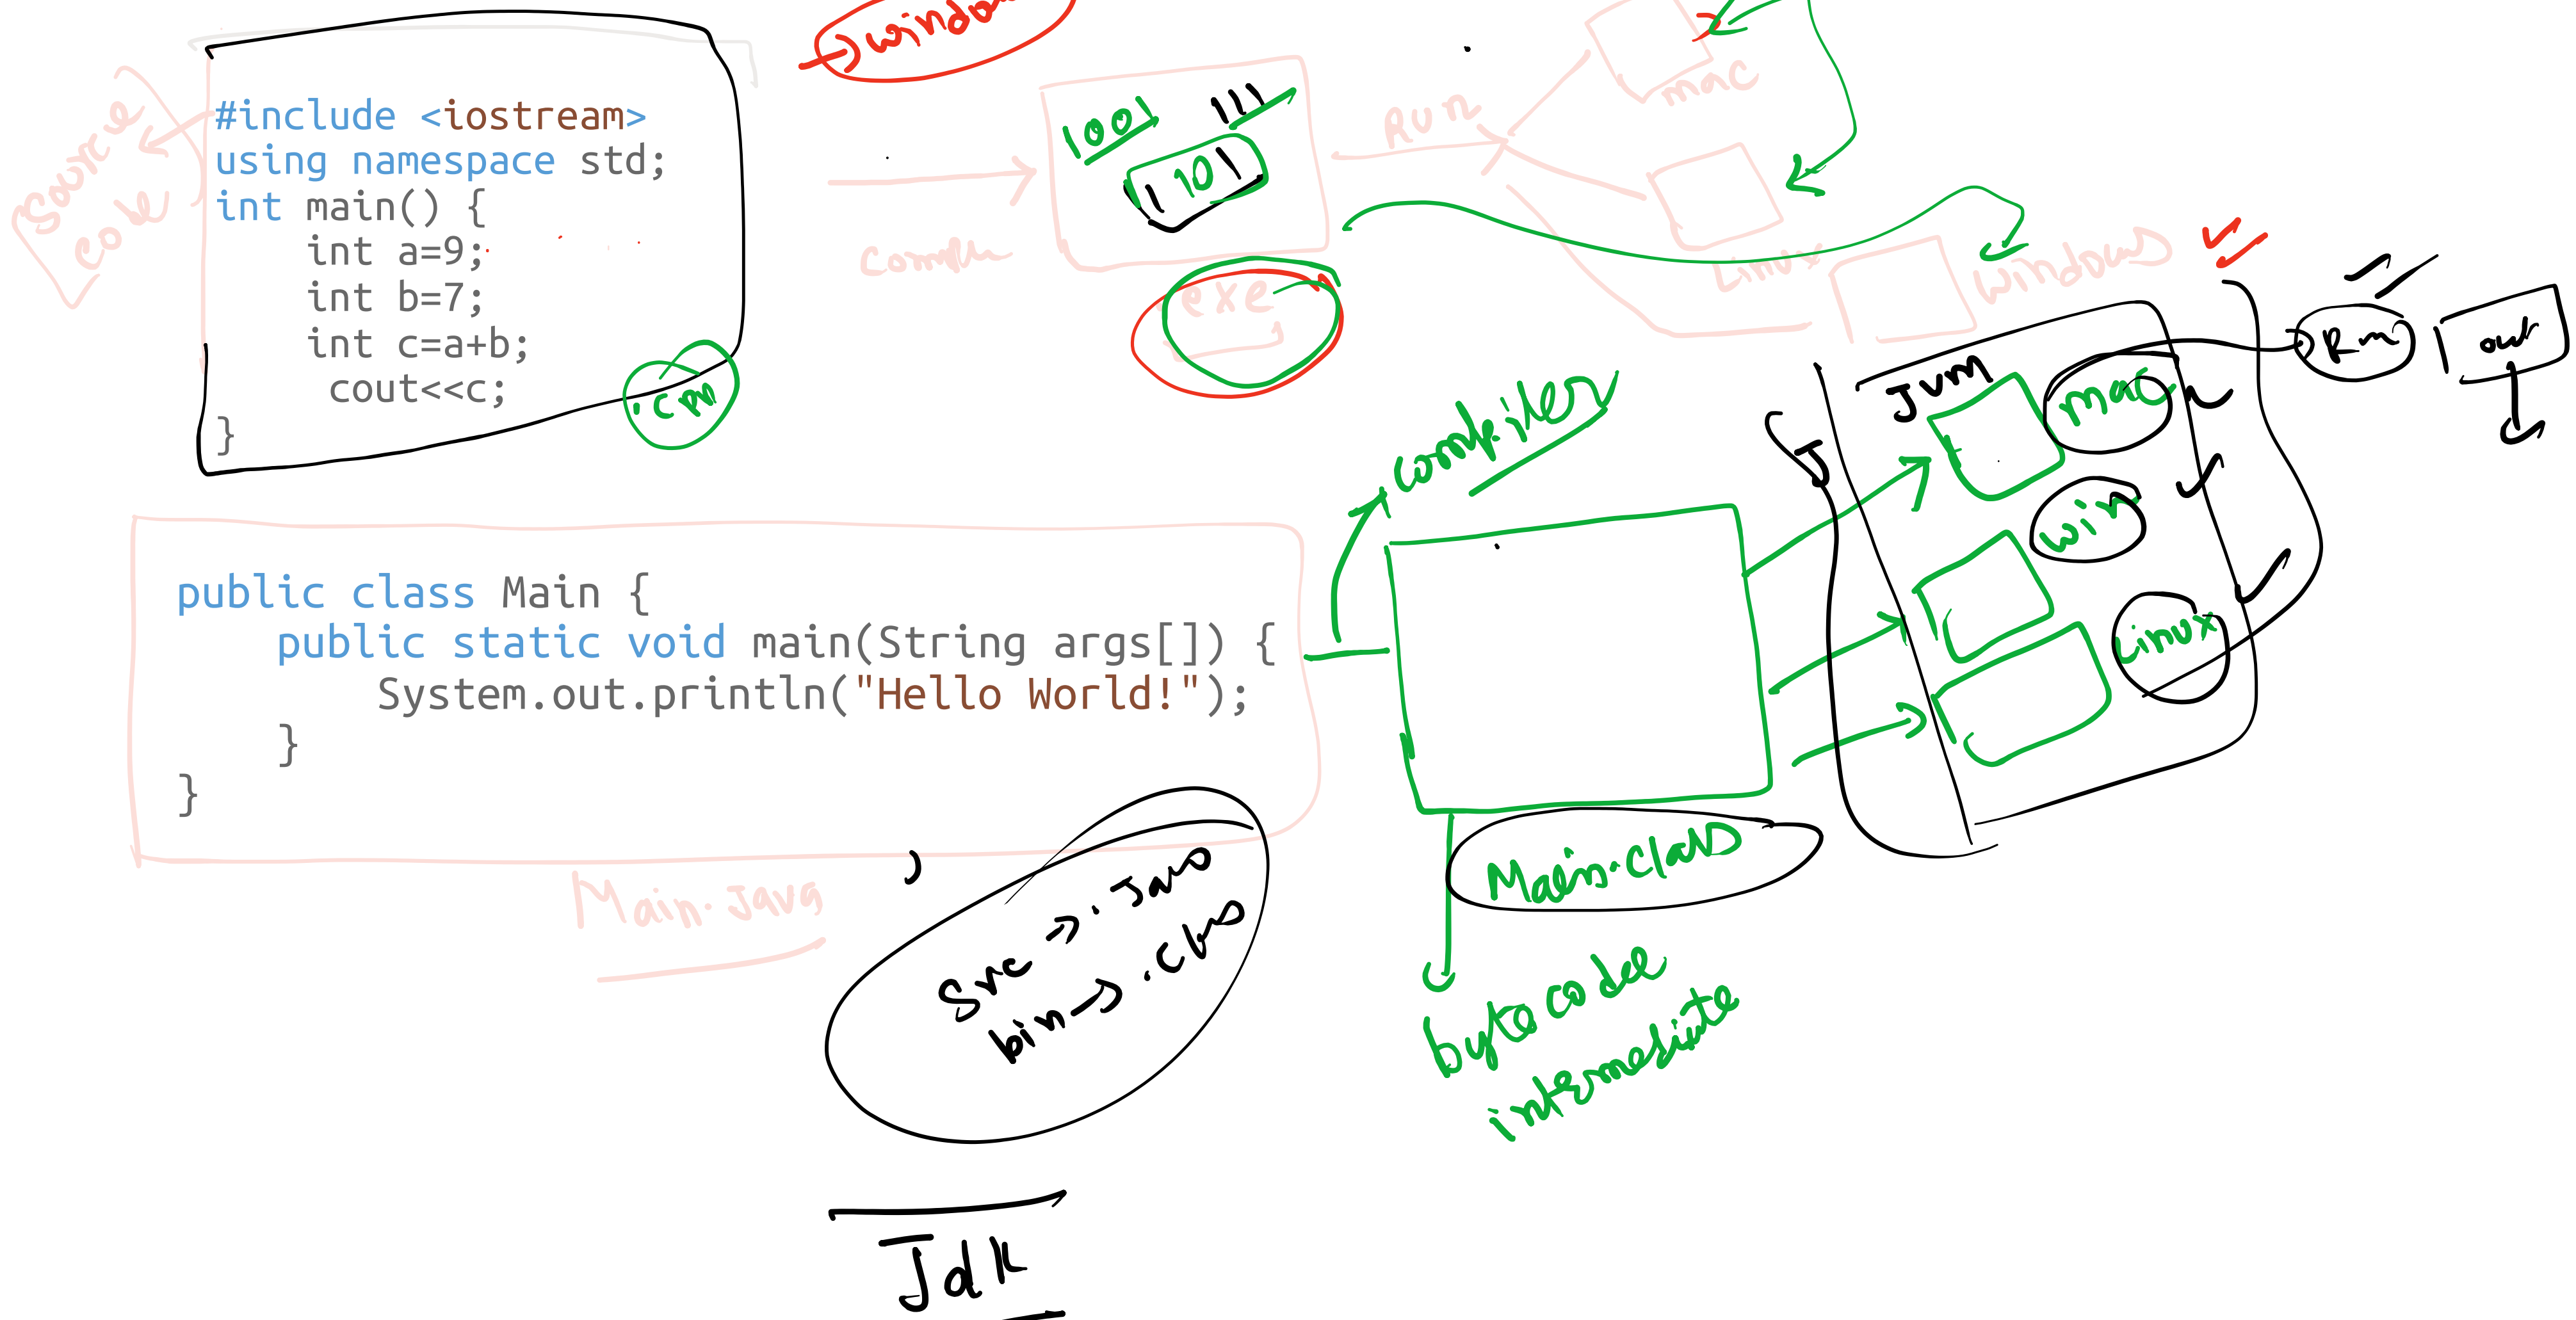 windows
Source
code
#include <iostream>
using namespace std;
int main() {
int a=9;
int b=7;
int c=a+b;
cout<<c;
}
.cpp
1001
111
1101
exe
Run
mac
Linux
windows
compiler
Jvm
mac
win
Linux
J
Run
out
public class Main {
public static void main(String args[]) {
System.out.println("Hello World!");
}
}
Main.Java
Src → .Java
bin → .Class
Main.Class
byte code
intermediate
Jdk